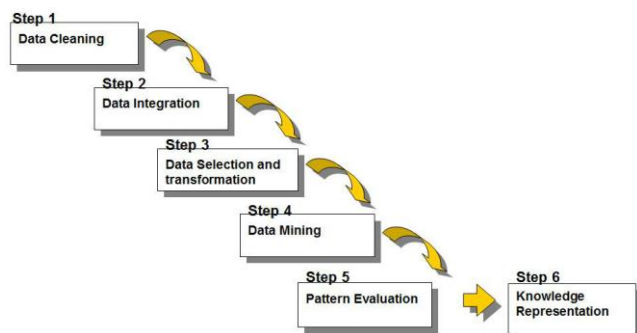 Step 1
Data Cleaning
Step 2
Data Integration
Step 3
Data Selection and
transformation
Step 4
Data Mining
Step 5
Pattern Evaluation
Step 6
Knowledge
Representation